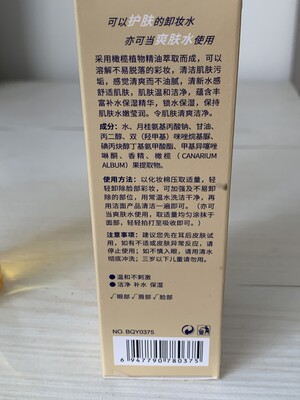 可以护肤的卸妆水
亦可当爽肤水使用
采用橄榄植物精油萃取而成，可以
溶解不易脱落的彩妆，清洁肌肤污
垢，感觉清爽而不油腻，清新水感
舒适肌肤，肌肤温和洁净，蕴含丰
富补水保湿精华，锁水保湿，保持
肌肤水嫩莹润。令肌肤清爽洁净。
成分：水、月桂氨基丙酸钠、甘油、
丙二醇、双（羟甲基）咪唑烷基脲、
碘丙炔醇丁基氨甲酸酯、甲基异噻唑
啉酮、香精、橄榄（CANARIUM
ALBUM）果提取物。
使用方法：以化妆棉压取适量，轻
轻卸除脸部彩妆，可加强及不易卸
除的部位，用常温水洗洁干净，再
用洁面产品清洁一遍即可。（亦可
当爽肤水使用，取适量均匀涂抹于
面部，轻轻拍打至吸收即可）。
注意事项：建议您先在耳后皮肤试
用，如有不适或皮肤异常反应，请
停止使用；如不慎入眼，请用清水
彻底冲洗；三岁以下儿童请勿用。
温和不刺激
洁净 补水 保湿
√眼部 √唇部 √脸部
NO. BQY0375
6 947790 780375